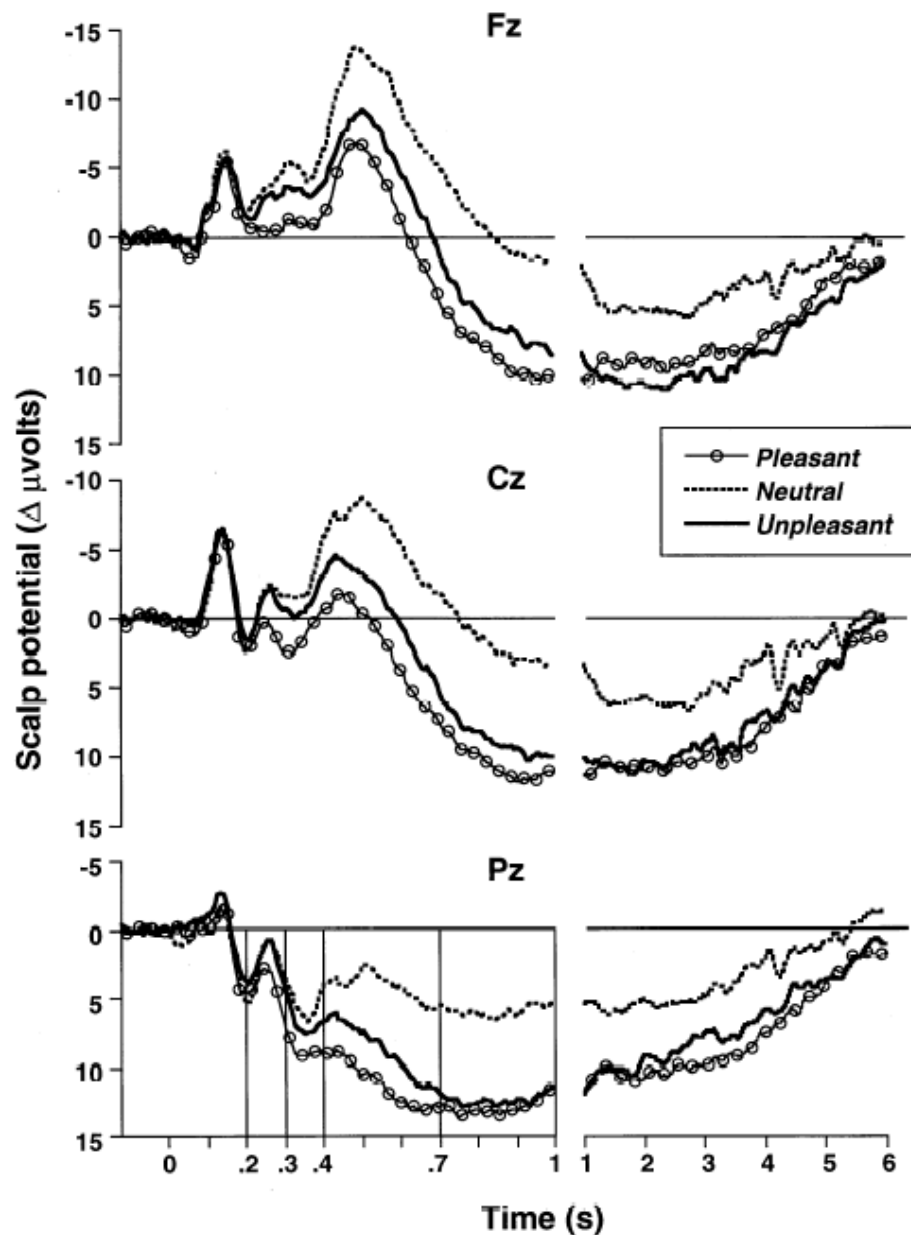 Fz
-15
-10
-5
0
5
10
15
Pleasant
Neutral
Unpleasant
Cz
-10
-5
0
5
10
15
Scalp potential (Δ μvolts)
Pz
-5
0
5
10
15
0 .2 .3 .4 .7 1 1 2 3 4 5 6
Time (s)